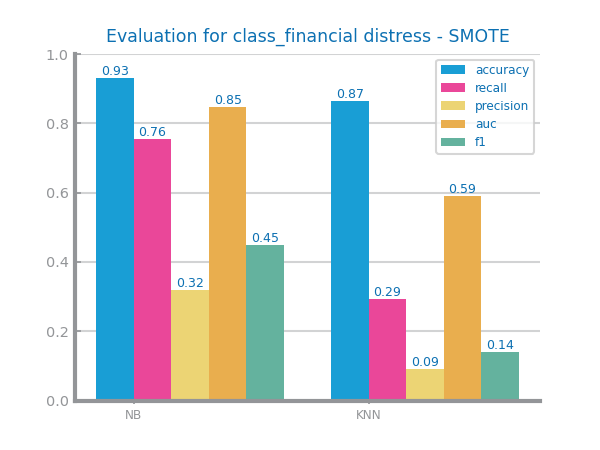 Evaluation for class_financial distress - SMOTE
1.0
0.8
0.6
0.4
0.2
0.0
0.93
0.76
0.32
0.85
0.45
0.87
0.29
0.09
0.59
0.14
accuracy
recall
precision
auc
f1
NB
KNN